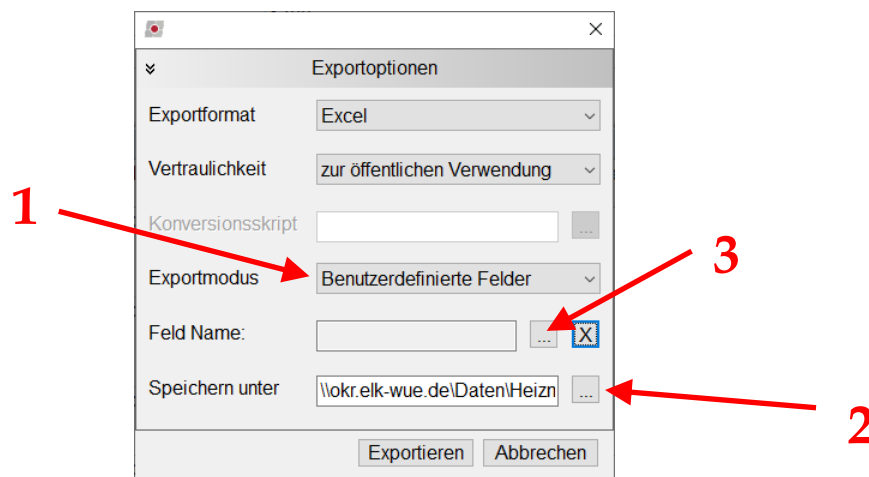 Exportoptionen
Exportformat Excel
Vertraulichkeit zur öffentlichen Verwendung
1
Konversionsskript ...
3
Exportmodus Benutzerdefinierte Felder
Feld Name: ... X
Speichern unter \\okr.elk-wue.de\Daten\Heizn ...
2
Exportieren Abbrechen